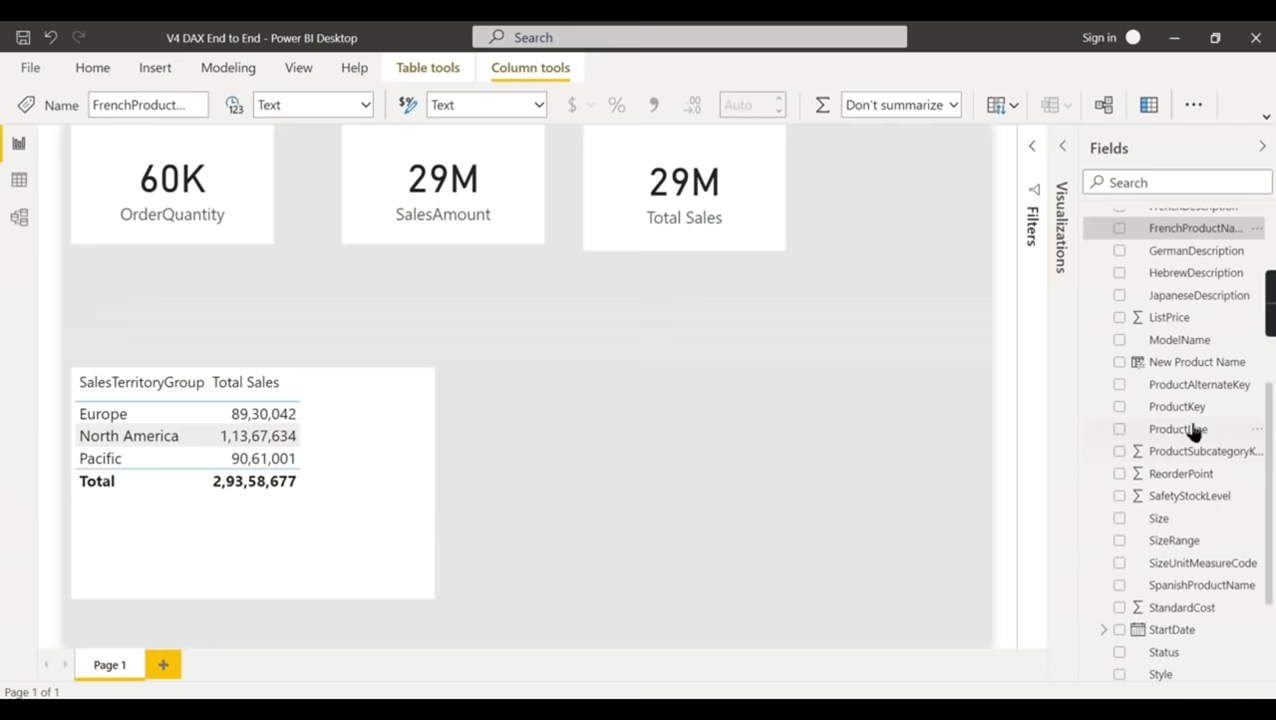 V4 DAX End to End - Power BI Desktop
Search
Sign in
File Home Insert Format Modeling View Help Table tools Column tools
Name FrenchProduct... Text Text $ % Auto Don't summarize ...
60K
OrderQuantity
29M
SalesAmount
29M
Total Sales
SalesTerritoryGroup Total Sales
Europe 89,30,042
North America 1,13,67,634
Pacific 90,61,001
Total 2,93,58,677
Filters
Visualizations
Fields
Search
FrenchProductNa... ...
GermanDescription
HebrewDescription
JapaneseDescription
ListPrice
ModelName
New Product Name
ProductAlternateKey
ProductKey
ProductLine ...
ProductSubcategoryK...
ReorderPoint
SafetyStockLevel
Size
SizeRange
SizeUnitMeasureCode
SpanishProductName
StandardCost
StartDate
Status
Style
Page 1
Page 1 of 1